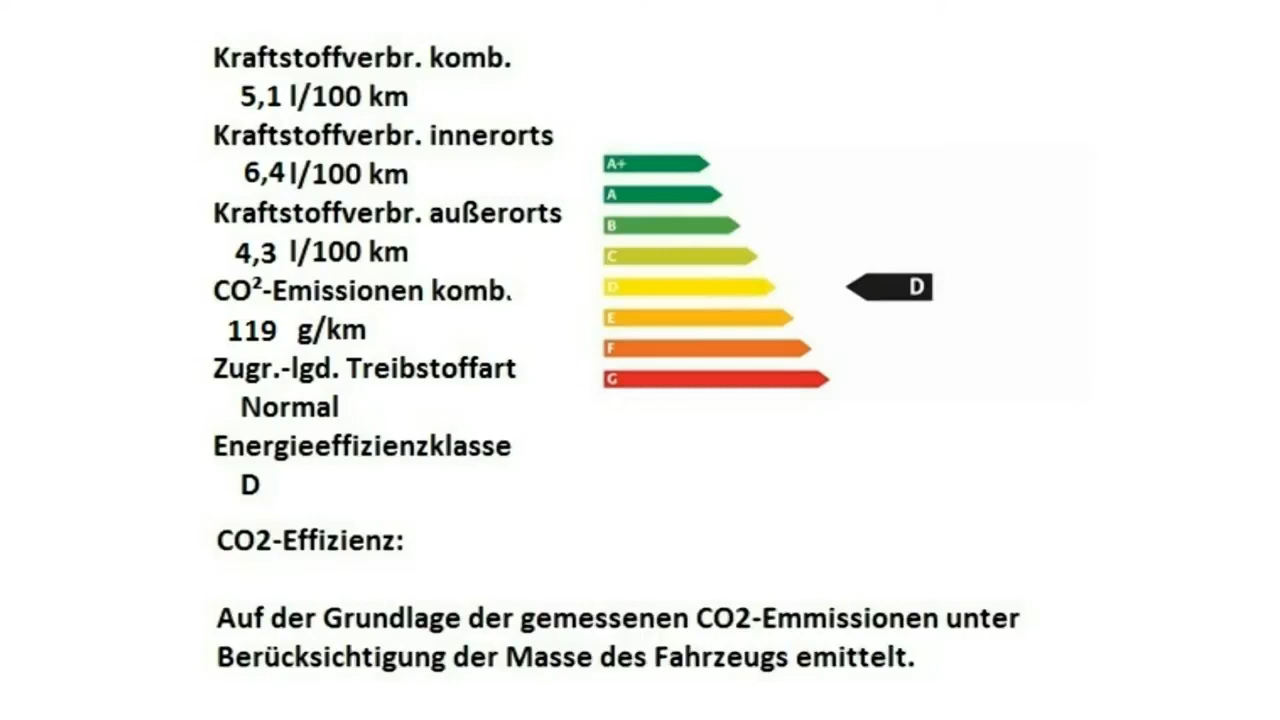 Kraftstoffverbr. komb.
5,1 l/100 km
Kraftstoffverbr. innerorts
6,4 l/100 km
Kraftstoffverbr. außerorts
4,3 l/100 km
CO²-Emissionen komb.
119 g/km
Zugr.-lgd. Treibstoffart
Normal
Energieeffizienzklasse
D
A+
A
B
C
D
D
E
F
G
CO2-Effizienz:
Auf der Grundlage der gemessenen CO2-Emmissionen unter
Berücksichtigung der Masse des Fahrzeugs emittelt.